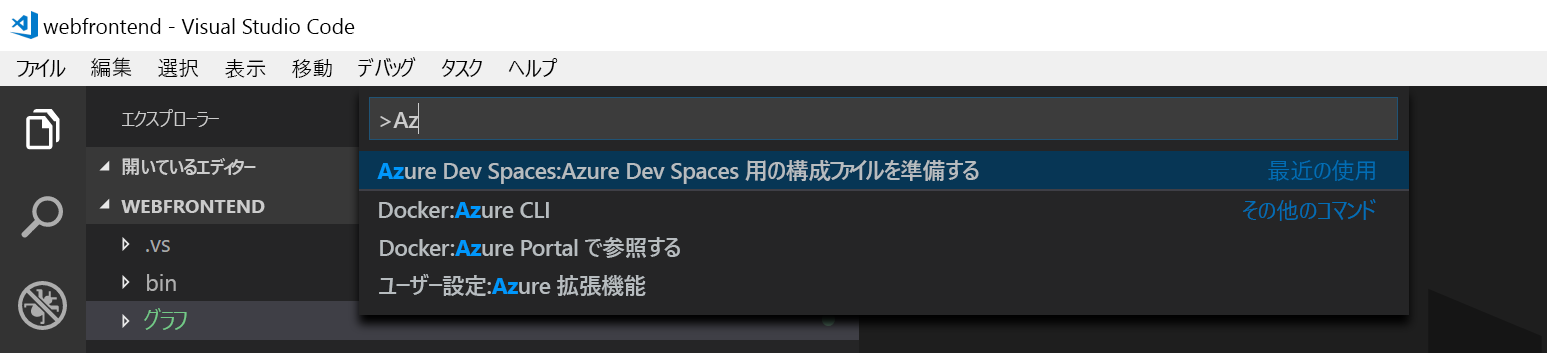 webfrontend - Visual Studio Code
ファイル 編集 選択 表示 移動 デバッグ タスク ヘルプ
エクスプローラー
>Az
開いているエディター
Azure Dev Spaces:Azure Dev Spaces 用の構成ファイルを準備する 最近の使用
WEBFRONTEND
Docker:Azure CLI その他のコマンド
.vs
Docker:Azure Portal で参照する
bin
ユーザー設定:Azure 拡張機能
グラフ